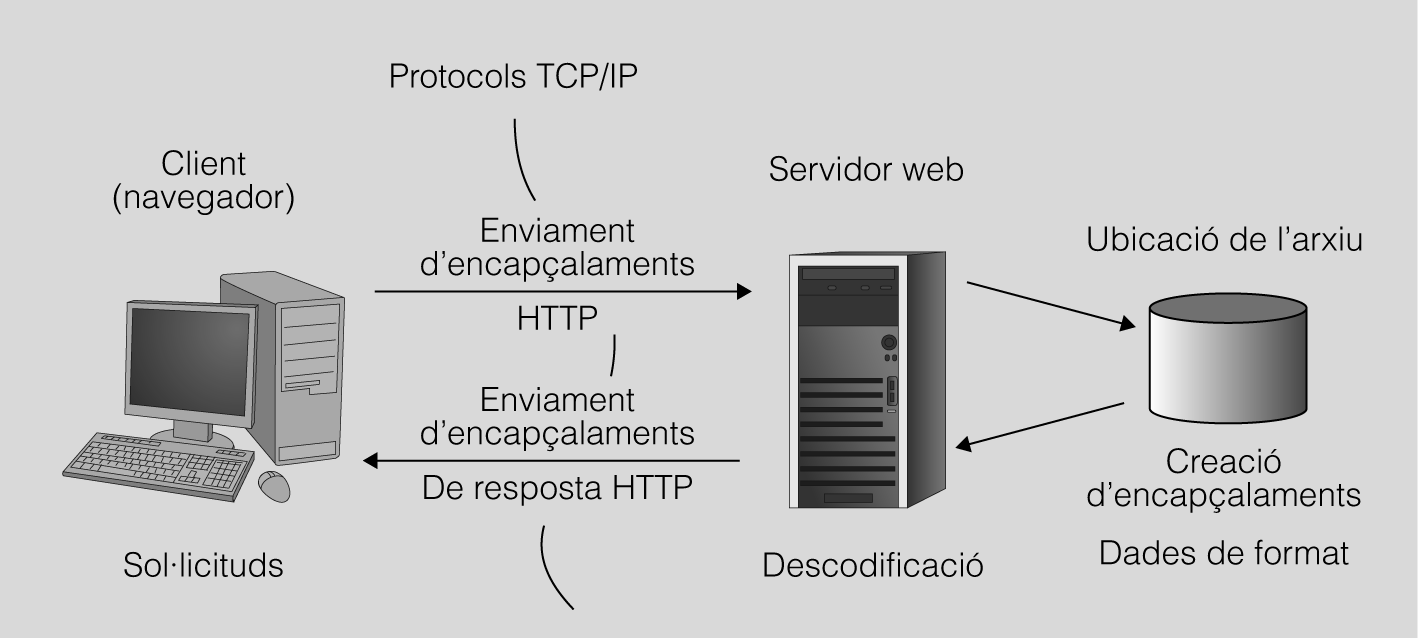 Protocols TCP/IP
Client
(navegador)
Servidor web
Enviament
d'encapçalaments
HTTP
Ubicació de l'arxiu
Enviament
d'encapçalaments
De resposta HTTP
Creació
d'encapçalaments
Dades de format
Sol·licituds
Descodificació